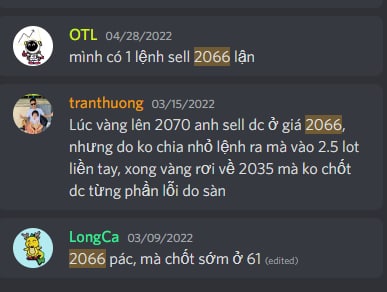 OTL 04/28/2022
mình có 1 lệnh sell 2066 lận
tranthuong 03/15/2022
Lúc vàng lên 2070 anh sell dc ở giá 2066,
nhưng do ko chia nhỏ lệnh ra mà vào 2.5 lot
liền tay, xong vàng rơi về 2035 mà ko chốt
dc từng phần lỗi do sàn
LongCa 03/09/2022
2066 pác, mà chốt sớm ở 61 (edited)